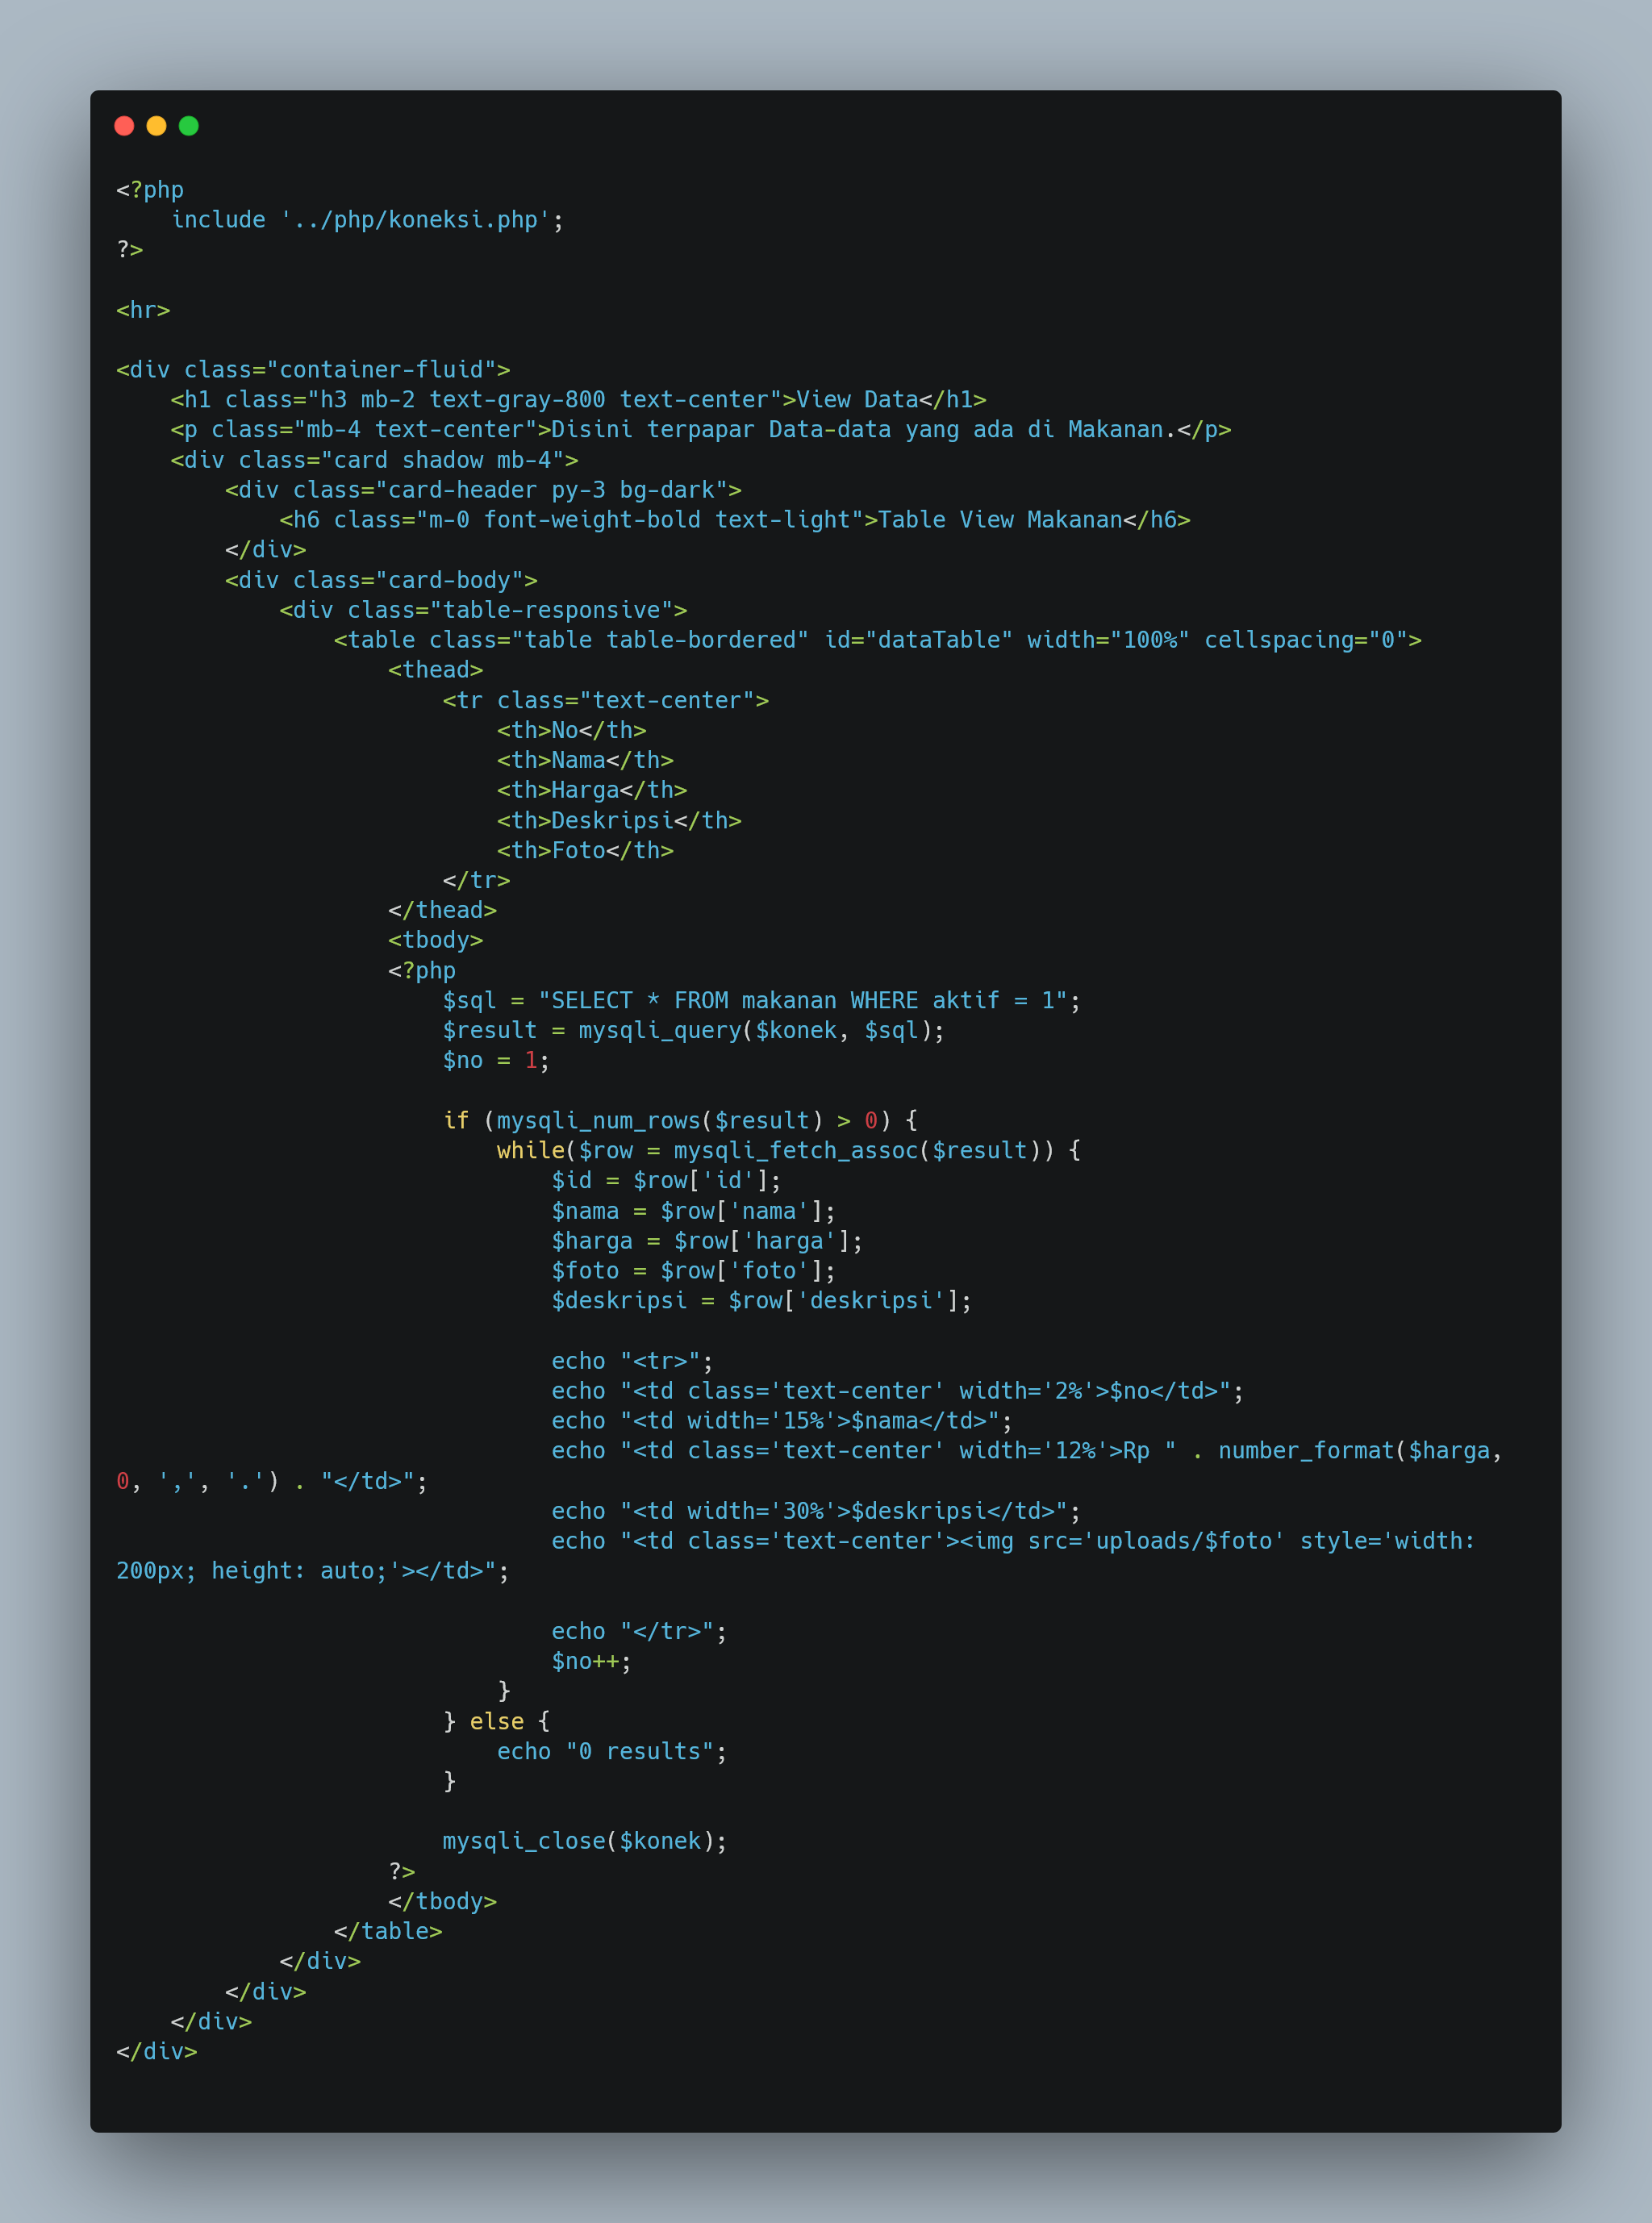 <?php
    include '../php/koneksi.php';
?>

<hr>

<div class="container-fluid">
    <h1 class="h3 mb-2 text-gray-800 text-center">View Data</h1>
    <p class="mb-4 text-center">Disini terpapar Data-data yang ada di Makanan.</p>
    <div class="card shadow mb-4">
        <div class="card-header py-3 bg-dark">
            <h6 class="m-0 font-weight-bold text-light">Table View Makanan</h6>
        </div>
        <div class="card-body">
            <div class="table-responsive">
                <table class="table table-bordered" id="dataTable" width="100%" cellspacing="0">
                    <thead>
                        <tr class="text-center">
                            <th>No</th>
                            <th>Nama</th>
                            <th>Harga</th>
                            <th>Deskripsi</th>
                            <th>Foto</th>
                        </tr>
                    </thead>
                    <tbody>
                    <?php
                        $sql = "SELECT * FROM makanan WHERE aktif = 1";
                        $result = mysqli_query($konek, $sql);
                        $no = 1;

                        if (mysqli_num_rows($result) > 0) {
                            while($row = mysqli_fetch_assoc($result)) {
                                $id = $row['id'];
                                $nama = $row['nama'];
                                $harga = $row['harga'];
                                $foto = $row['foto'];
                                $deskripsi = $row['deskripsi'];

                                echo "<tr>";
                                echo "<td class='text-center' width='2%'>$no</td>";
                                echo "<td width='15%'>$nama</td>";
                                echo "<td class='text-center' width='12%'>Rp " . number_format($harga,
0, ',', '.') . "</td>";
                                echo "<td width='30%'>$deskripsi</td>";
                                echo "<td class='text-center'><img src='uploads/$foto' style='width:
200px; height: auto;'></td>";

                                echo "</tr>";
                                $no++;
                            }
                        } else {
                            echo "0 results";
                        }

                        mysqli_close($konek);
                    ?>
                    </tbody>
                </table>
            </div>
        </div>
    </div>
</div>